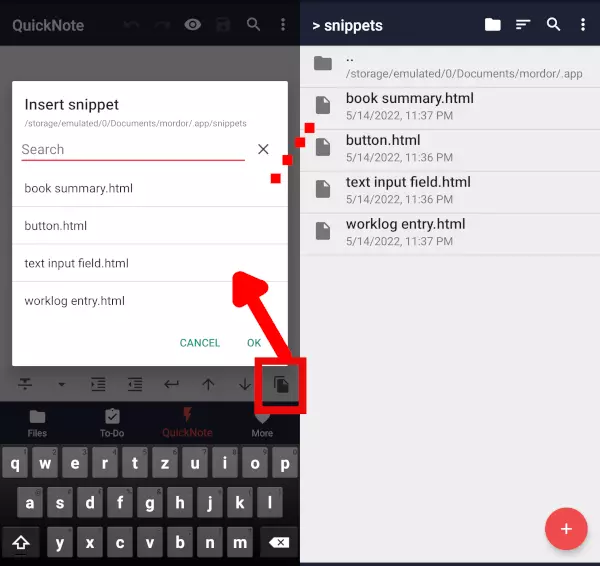 QuickNote
Insert snippet
/storage/emulated/0/Documents/mordor/.app/snippets
Search
book summary.html
button.html
text input field.html
worklog entry.html
CANCEL OK
Files To-Do QuickNote More
q w e r t z u i o p
a s d f g h j k l
y x c v b n m
> snippets
..
/storage/emulated/0/Documents/mordor/.app
book summary.html
5/14/2022, 11:37 PM
button.html
5/14/2022, 11:36 PM
text input field.html
5/14/2022, 11:36 PM
worklog entry.html
5/14/2022, 11:37 PM